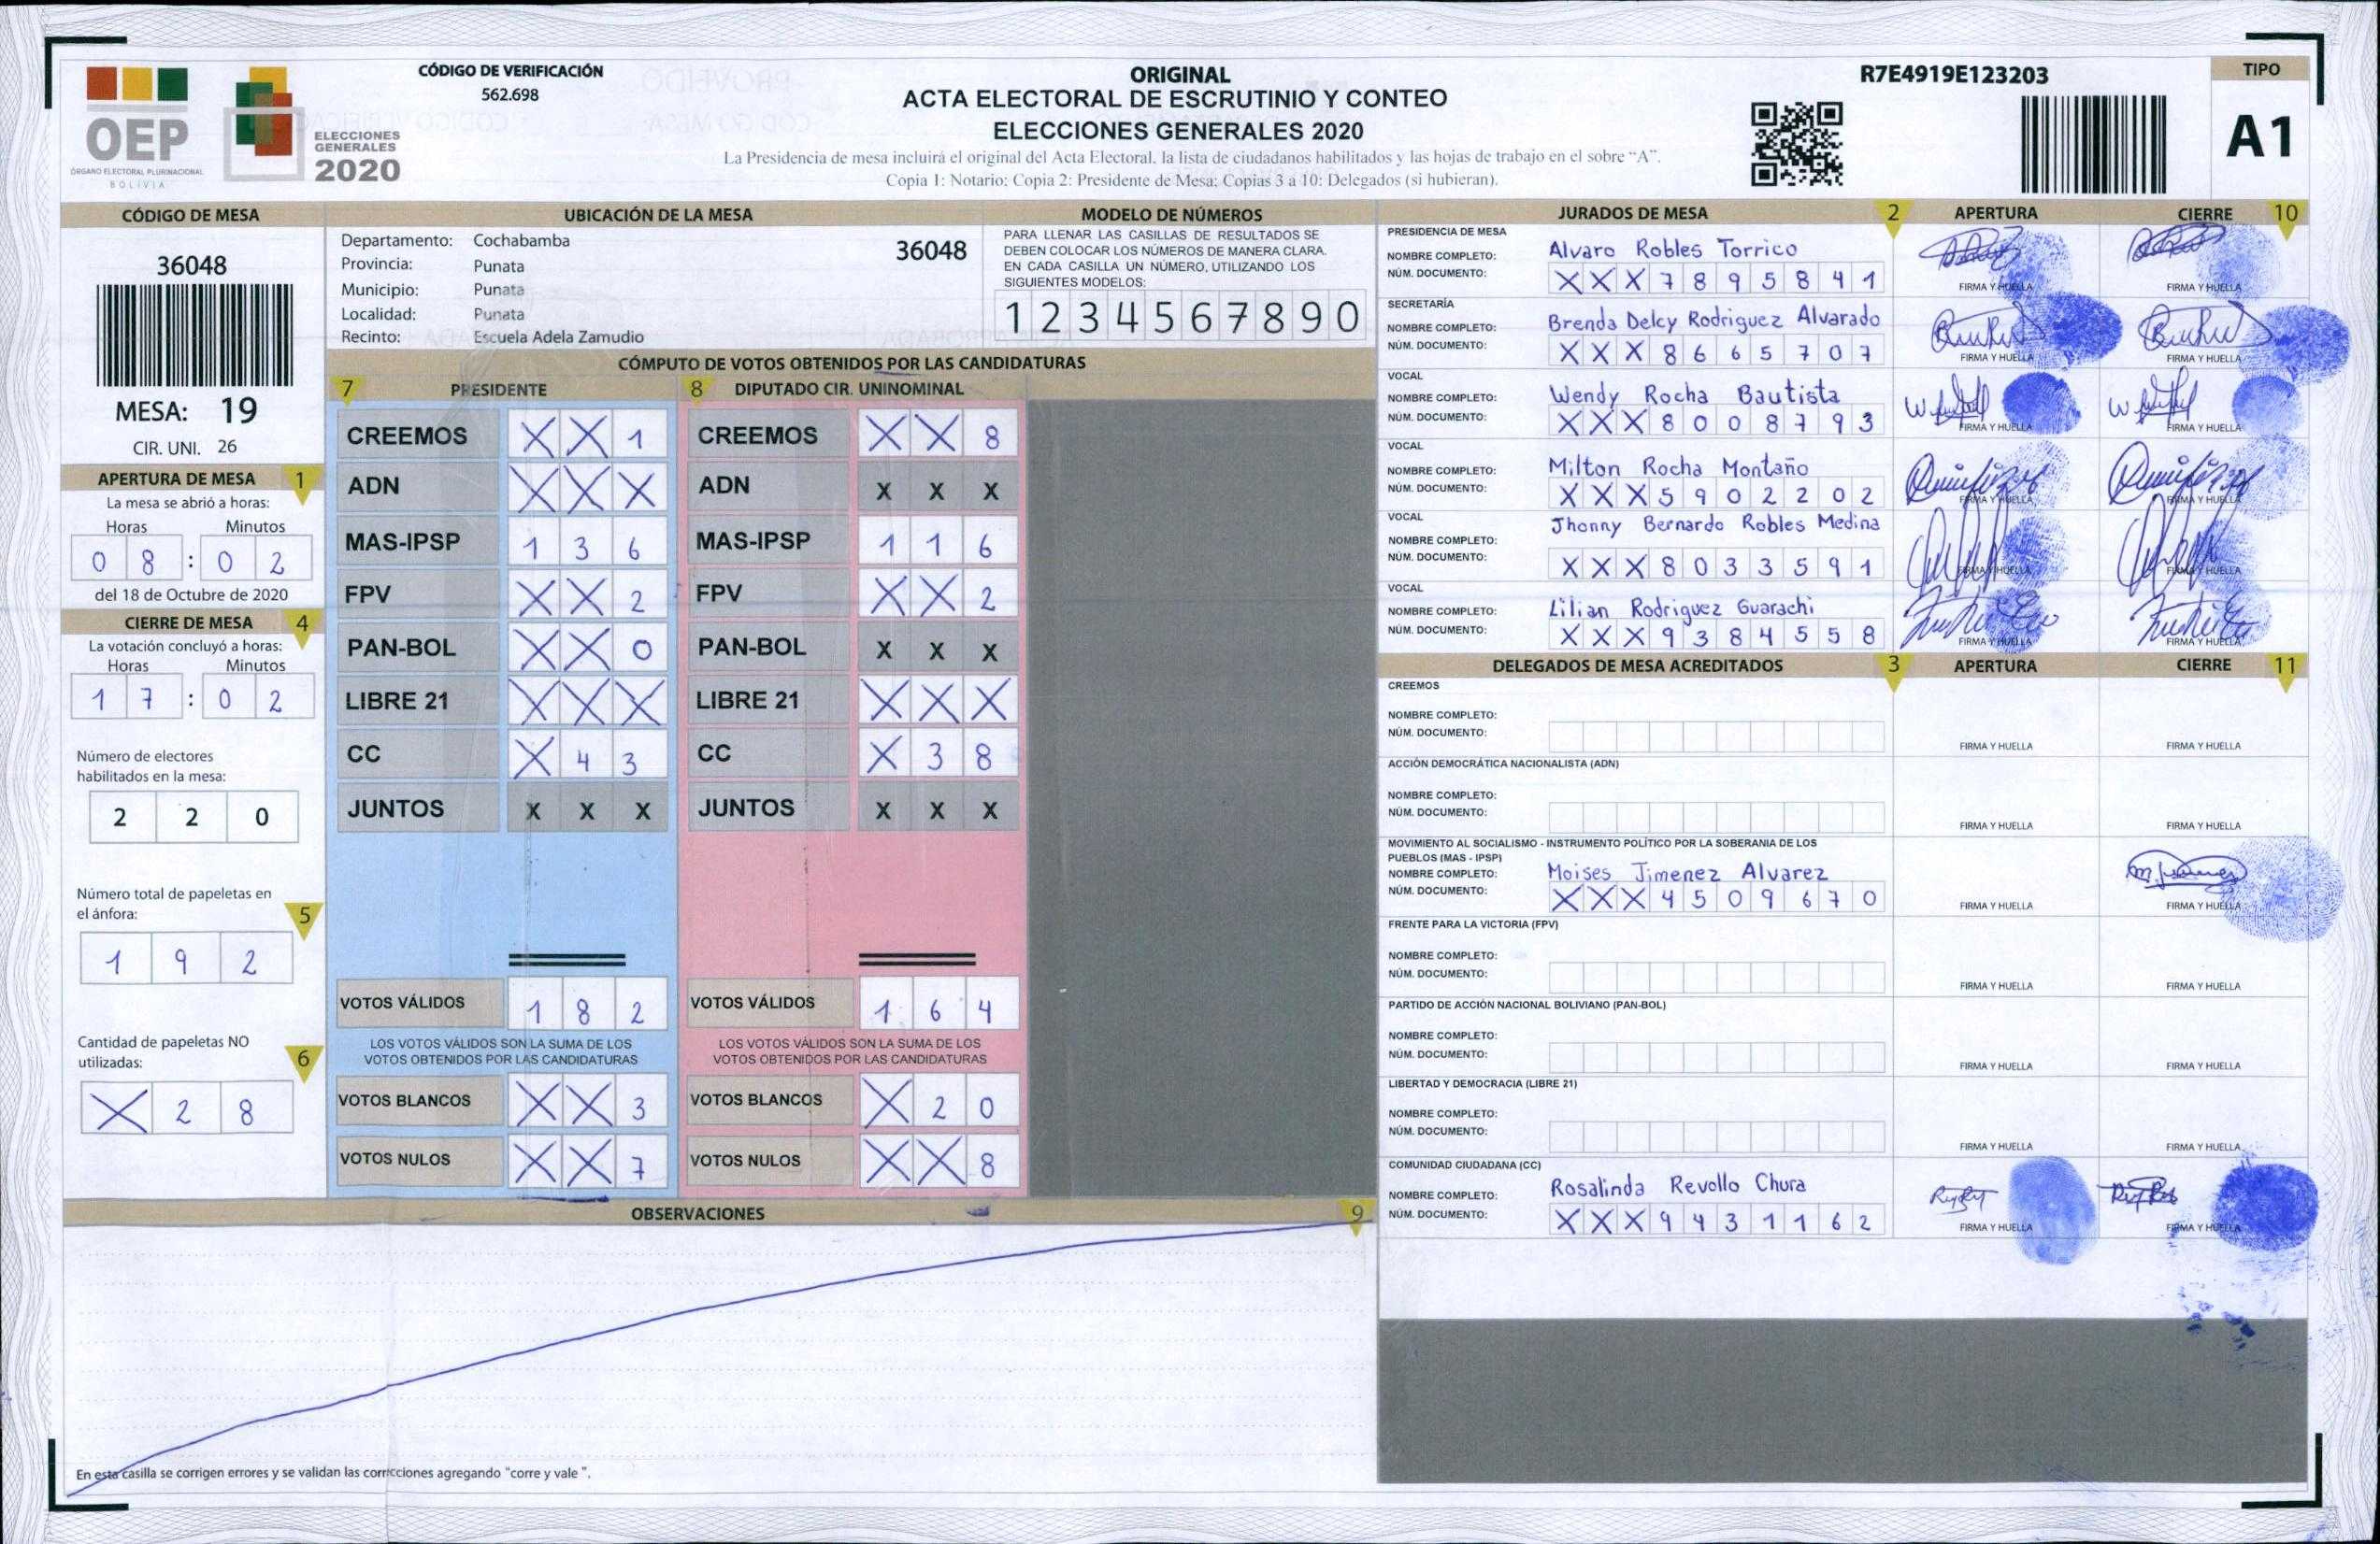 OEP
ÓRGANO ELECTORAL PLURINACIONAL
BOLIVIA
ELECCIONES
GENERALES
2020
CÓDIGO DE VERIFICACIÓN
562.698
ORIGINAL
ACTA ELECTORAL DE ESCRUTINIO Y CONTEO
ELECCIONES GENERALES 2020
La Presidencia de mesa incluirá el original del Acta Electoral, la lista de ciudadanos habilitados y las hojas de trabajo en el sobre "A".
Copia 1: Notario; Copia 2: Presidente de Mesa; Copias 3 a 10: Delegados (si hubieran).
R7E4919E123203
TIPO
A1
CÓDIGO DE MESA
36048
MESA: 19
CIR. UNI. 26
APERTURA DE MESA 1
La mesa se abrió a horas:
Horas Minutos
0 8 : 0 2
del 18 de Octubre de 2020
CIERRE DE MESA 4
La votación concluyó a horas:
Horas Minutos
1 7 : 0 2
Número de electores
habilitados en la mesa:
2 2 0
Número total de papeletas en
el ánfora: 5
1 9 2
Cantidad de papeletas NO
utilizadas: 6
X 2 8
UBICACIÓN DE LA MESA
Departamento: Cochabamba
36048
Provincia: Punata
Municipio: Punata
Localidad: Punata
Recinto: Escuela Adela Zamudio
MODELO DE NÚMEROS
PARA LLENAR LAS CASILLAS DE RESULTADOS SE
DEBEN COLOCAR LOS NÚMEROS DE MANERA CLARA.
EN CADA CASILLA UN NÚMERO, UTILIZANDO LOS
SIGUIENTES MODELOS:
1 2 3 4 5 6 7 8 9 0
CÓMPUTO DE VOTOS OBTENIDOS POR LAS CANDIDATURAS
7 PRESIDENTE
CREEMOS X X 1
ADN X X X
MAS-IPSP 1 3 6
FPV X X 2
PAN-BOL X X 0
LIBRE 21 X X X
CC X 4 3
JUNTOS X X X
VOTOS VÁLIDOS 1 8 2
LOS VOTOS VÁLIDOS SON LA SUMA DE LOS
VOTOS OBTENIDOS POR LAS CANDIDATURAS
VOTOS BLANCOS X X 3
VOTOS NULOS X X 7
8 DIPUTADO CIR. UNINOMINAL
CREEMOS X X 8
ADN X X X
MAS-IPSP 1 1 6
FPV X X 2
PAN-BOL X X X
LIBRE 21 X X X
CC X 3 8
JUNTOS X X X
VOTOS VÁLIDOS 1 6 4
LOS VOTOS VÁLIDOS SON LA SUMA DE LOS
VOTOS OBTENIDOS POR LAS CANDIDATURAS
VOTOS BLANCOS X 2 0
VOTOS NULOS X X 8
OBSERVACIONES 9
En esta casilla se corrigen errores y se validan las correcciones agregando "corre y vale ".
JURADOS DE MESA 2 APERTURA CIERRE 10
PRESIDENCIA DE MESA
NOMBRE COMPLETO: Alvaro Robles Torrico
NÚM. DOCUMENTO: X X X 7 8 9 5 8 4 1
FIRMA Y HUELLA FIRMA Y HUELLA
SECRETARÍA
NOMBRE COMPLETO: Brenda Delcy Rodriguez Alvarado
NÚM. DOCUMENTO: X X X 8 6 6 5 7 0 7
FIRMA Y HUELLA FIRMA Y HUELLA
VOCAL
NOMBRE COMPLETO: Wendy Rocha Bautista
NÚM. DOCUMENTO: X X X 8 0 0 8 7 9 3
FIRMA Y HUELLA FIRMA Y HUELLA
VOCAL
NOMBRE COMPLETO: Milton Rocha Montaño
NÚM. DOCUMENTO: X X X 5 9 0 2 2 0 2
FIRMA Y HUELLA FIRMA Y HUELLA
VOCAL
NOMBRE COMPLETO: Jhonny Bernardo Robles Medina
NÚM. DOCUMENTO: X X X 8 0 3 3 5 9 1
FIRMA Y HUELLA FIRMA Y HUELLA
VOCAL
NOMBRE COMPLETO: Lilian Rodriguez Guarachi
NÚM. DOCUMENTO: X X X 9 3 8 4 5 5 8
FIRMA Y HUELLA FIRMA Y HUELLA
DELEGADOS DE MESA ACREDITADOS 3 APERTURA CIERRE 11
CREEMOS
NOMBRE COMPLETO:
NÚM. DOCUMENTO:
FIRMA Y HUELLA FIRMA Y HUELLA
ACCIÓN DEMOCRÁTICA NACIONALISTA (ADN)
NOMBRE COMPLETO:
NÚM. DOCUMENTO:
FIRMA Y HUELLA FIRMA Y HUELLA
MOVIMIENTO AL SOCIALISMO - INSTRUMENTO POLÍTICO POR LA SOBERANIA DE LOS
PUEBLOS (MAS - IPSP)
NOMBRE COMPLETO: Moises Jimenez Alvarez
NÚM. DOCUMENTO: X X X 4 5 0 9 6 7 0
FIRMA Y HUELLA FIRMA Y HUELLA
FRENTE PARA LA VICTORIA (FPV)
NOMBRE COMPLETO:
NÚM. DOCUMENTO:
FIRMA Y HUELLA FIRMA Y HUELLA
PARTIDO DE ACCIÓN NACIONAL BOLIVIANO (PAN-BOL)
NOMBRE COMPLETO:
NÚM. DOCUMENTO:
FIRMA Y HUELLA FIRMA Y HUELLA
LIBERTAD Y DEMOCRACIA (LIBRE 21)
NOMBRE COMPLETO:
NÚM. DOCUMENTO:
FIRMA Y HUELLA FIRMA Y HUELLA
COMUNIDAD CIUDADANA (CC)
NOMBRE COMPLETO: Rosalinda Revollo Chura
NÚM. DOCUMENTO: X X X 9 4 3 1 1 6 2
FIRMA Y HUELLA FIRMA Y HUELLA